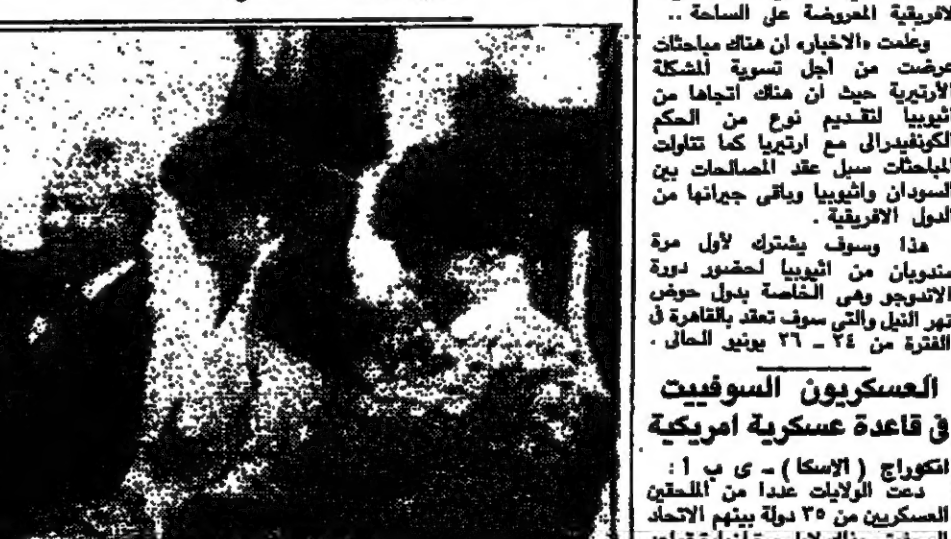 لافريقية المعروضة على الساحة ..
وعلمت «الاخبار» ان هناك مباحثات
عرضت من أجل تسوية المشكلة
الأرتيرية حيث ان هناك اتجاها من
اثيوبيا لتقديم نوع من الحكم
الكونفيدرالى مع ارتيريا كما تناولت
المباحثات سبل عقد المصالحات بين
السودان واثيوبيا وباقى جيرانها من
الدول الافريقية .
هذا وسوف يشترك لأول مرة
مندوبان من اثيوبيا لحضور دورة
الاندوجو وهى الخاصة بدول حوض
نهر النيل والتى سوف تعقد بالقاهرة فى
الفترة من ٢٤ ـ ٢٦ يونيو الحالى .
العسكريون السوفييت
فى قاعدة عسكرية امريكية
انكوراج ( الاسكا ) ـ ى ب أ :
دعت الولايات عددا من الملحقين
العسكريين من ٣٥ دولة بينهم الاتحاد